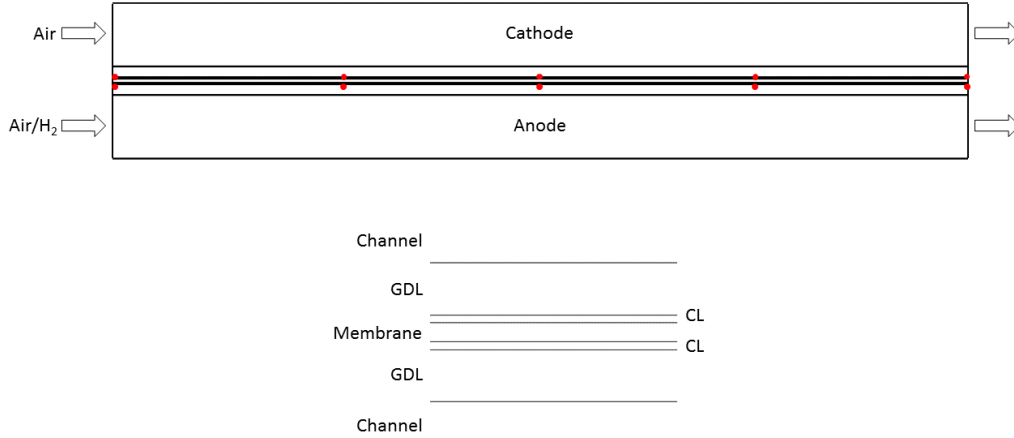 Air
Cathode
Air/H₂
Anode
Channel
GDL
CL
Membrane
CL
GDL
Channel